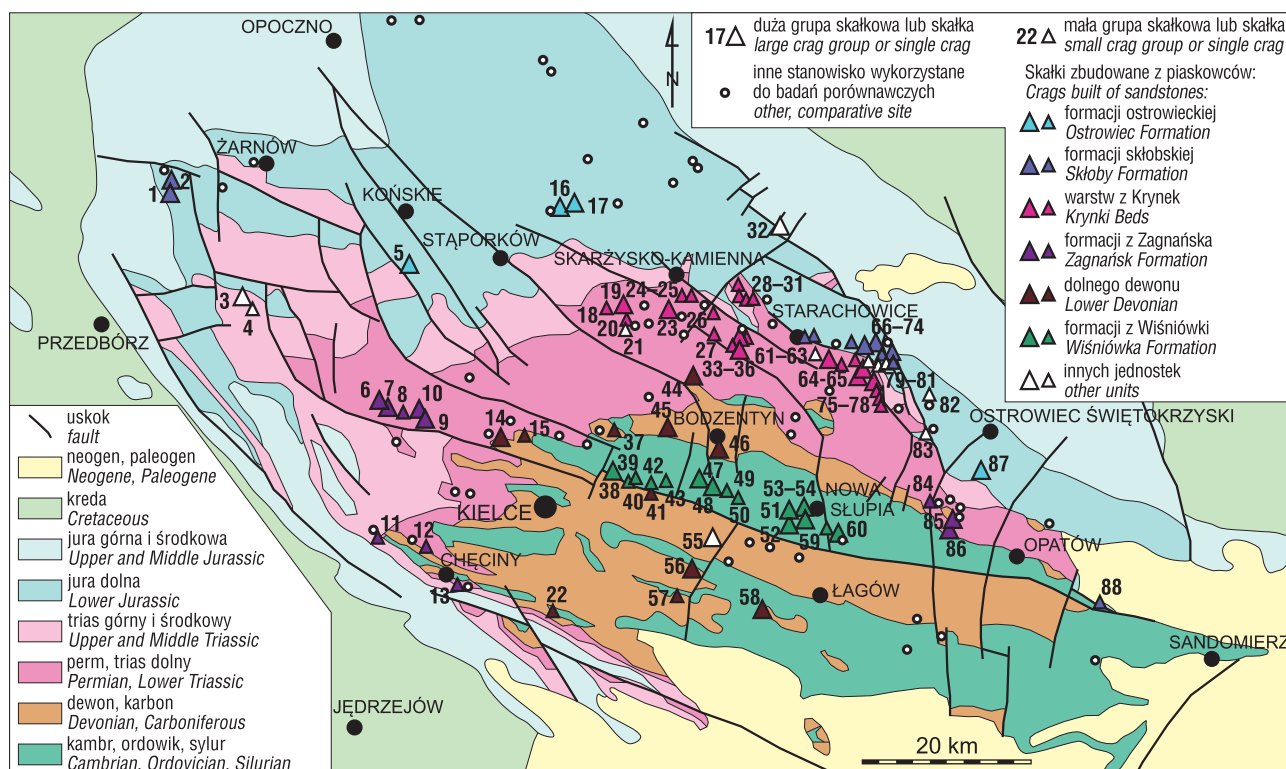 OPOCZNO
ŻARNÓW
KOŃSKIE
STĄPORKÓW
SKARŻYSKO-KAMIENNA
STARACHOWICE
PRZEDBÓRZ
BODZENTYN
OSTROWIEC ŚWIĘTOKRZYSKI
KIELCE
NOWA
SŁUPIA
CHĘCINY
OPATÓW
ŁAGÓW
SANDOMIERZ
JĘDRZEJÓW
N
1
2
3
4
5
6
7
8
9
10
11
12
13
14
15
16
17
18
19
20
21
22
23
24–25
26
27
28–31
32
33–36
37
38
39
40
41
42
43
44
45
46
47
48
49
50
51
52
53–54
55
56
57
58
59
60
61–63
64-65
66–74
75–78
79–81
82
83
84
85
86
87
88
17 duża grupa skałkowa lub skałka
large crag group or single crag
inne stanowisko wykorzystane
do badań porównawczych
other, comparative site
22 mała grupa skałkowa lub skałka
small crag group or single crag
Skałki zbudowane z piaskowców:
Crags built of sandstones:
formacji ostrowieckiej
Ostrowiec Formation
formacji skłobskiej
Skłoby Formation
warstw z Krynek
Krynki Beds
formacji z Zagnańska
Zagnańsk Formation
dolnego dewonu
Lower Devonian
formacji z Wiśniówki
Wiśniówka Formation
innych jednostek
other units
uskok
fault
neogen, paleogen
Neogene, Paleogene
kreda
Cretaceous
jura górna i środkowa
Upper and Middle Jurassic
jura dolna
Lower Jurassic
trias górny i środkowy
Upper and Middle Triassic
perm, trias dolny
Permian, Lower Triassic
dewon, karbon
Devonian, Carboniferous
kambr, ordowik, sylur
Cambrian, Ordovician, Silurian
20 km